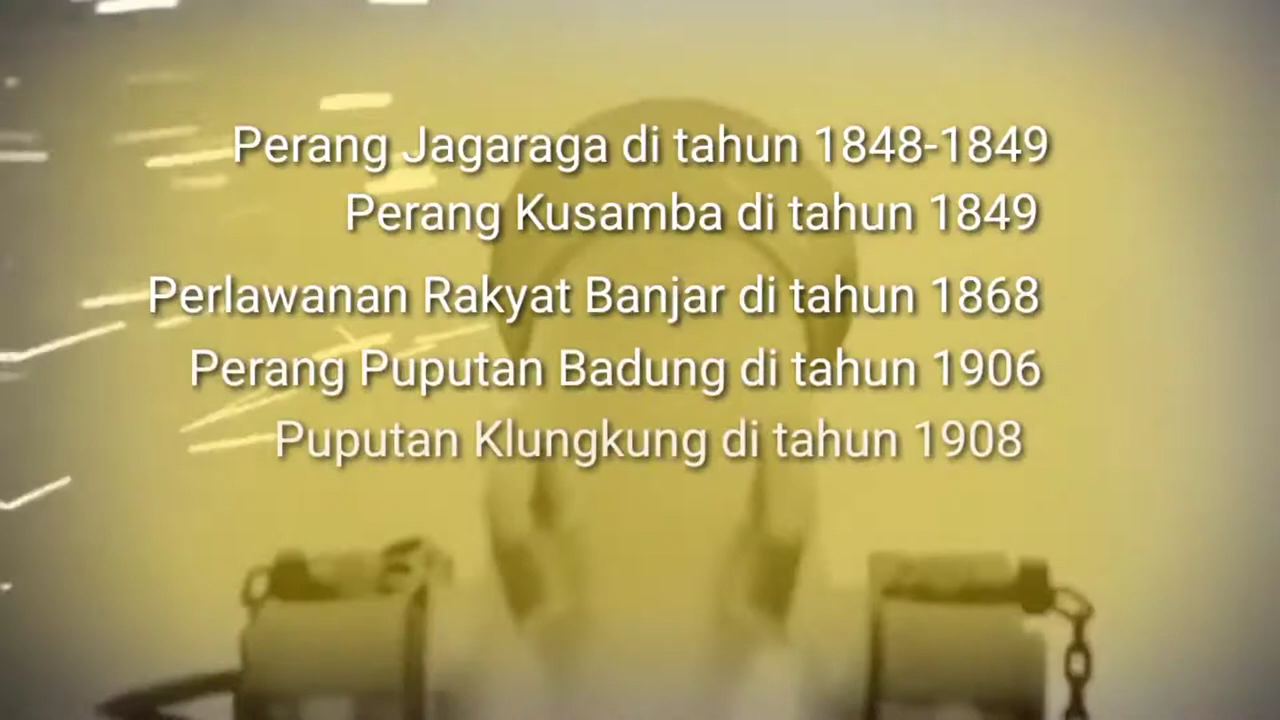 Perang Jagaraga di tahun 1848-1849
Perang Kusamba di tahun 1849
Perlawanan Rakyat Banjar di tahun 1868
Perang Puputan Badung di tahun 1906
Puputan Klungkung di tahun 1908